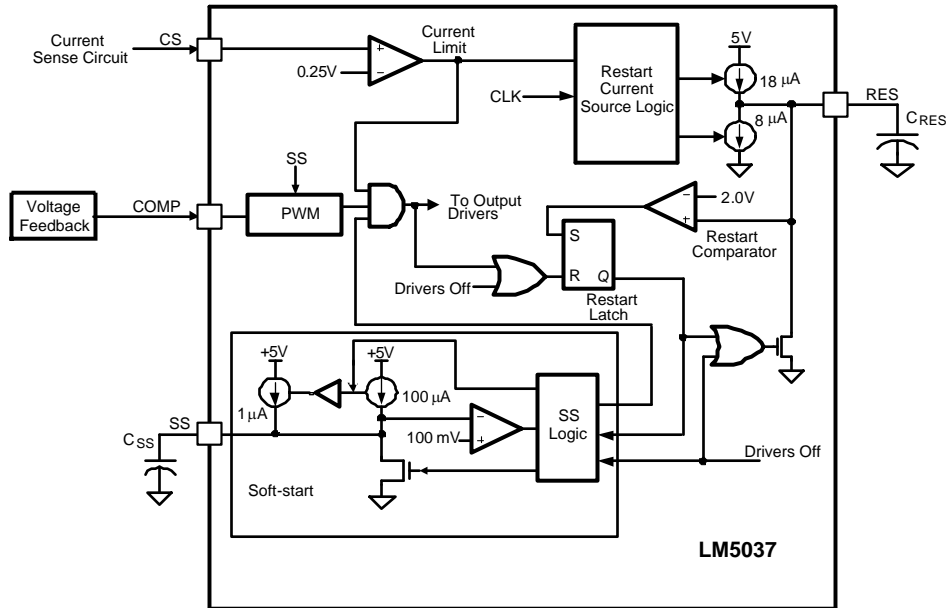 Current
Sense Circuit
CS
0.25V
Current
Limit
CLK
Restart
Current
Source Logic
5V
18 μA
8 μA
RES
CRES
Voltage
Feedback
COMP
SS
PWM
To Output
Drivers
2.0V
Restart
Comparator
Drivers Off
S
R Q
Restart
Latch
+5V
+5V
1 μA
100 μA
SS
CSS
100 mV
SS
Logic
Drivers Off
Soft-start
LM5037